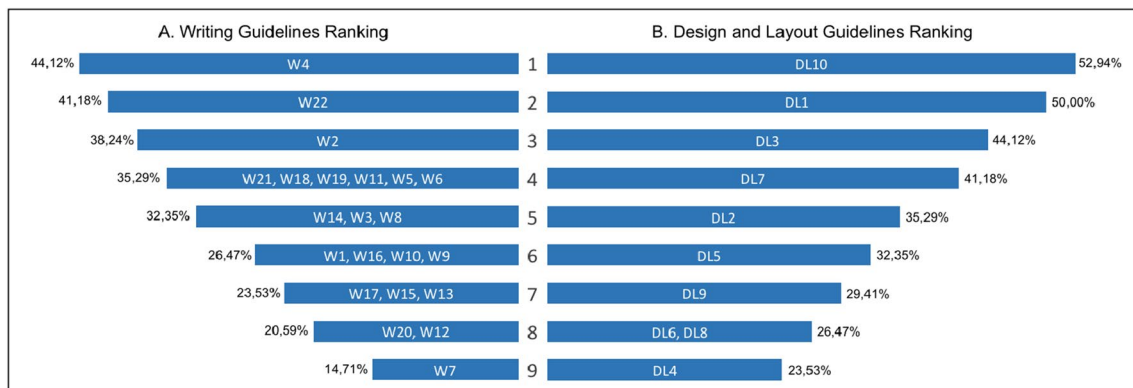 A. Writing Guidelines Ranking B. Design and Layout Guidelines Ranking
44,12% W4 1 DL10 52,94%
41,18% W22 2 DL1 50,00%
38,24% W2 3 DL3 44,12%
35,29% W21, W18, W19, W11, W5, W6 4 DL7 41,18%
32,35% W14, W3, W8 5 DL2 35,29%
26,47% W1, W16, W10, W9 6 DL5 32,35%
23,53% W17, W15, W13 7 DL9 29,41%
20,59% W20, W12 8 DL6, DL8 26,47%
14,71% W7 9 DL4 23,53%